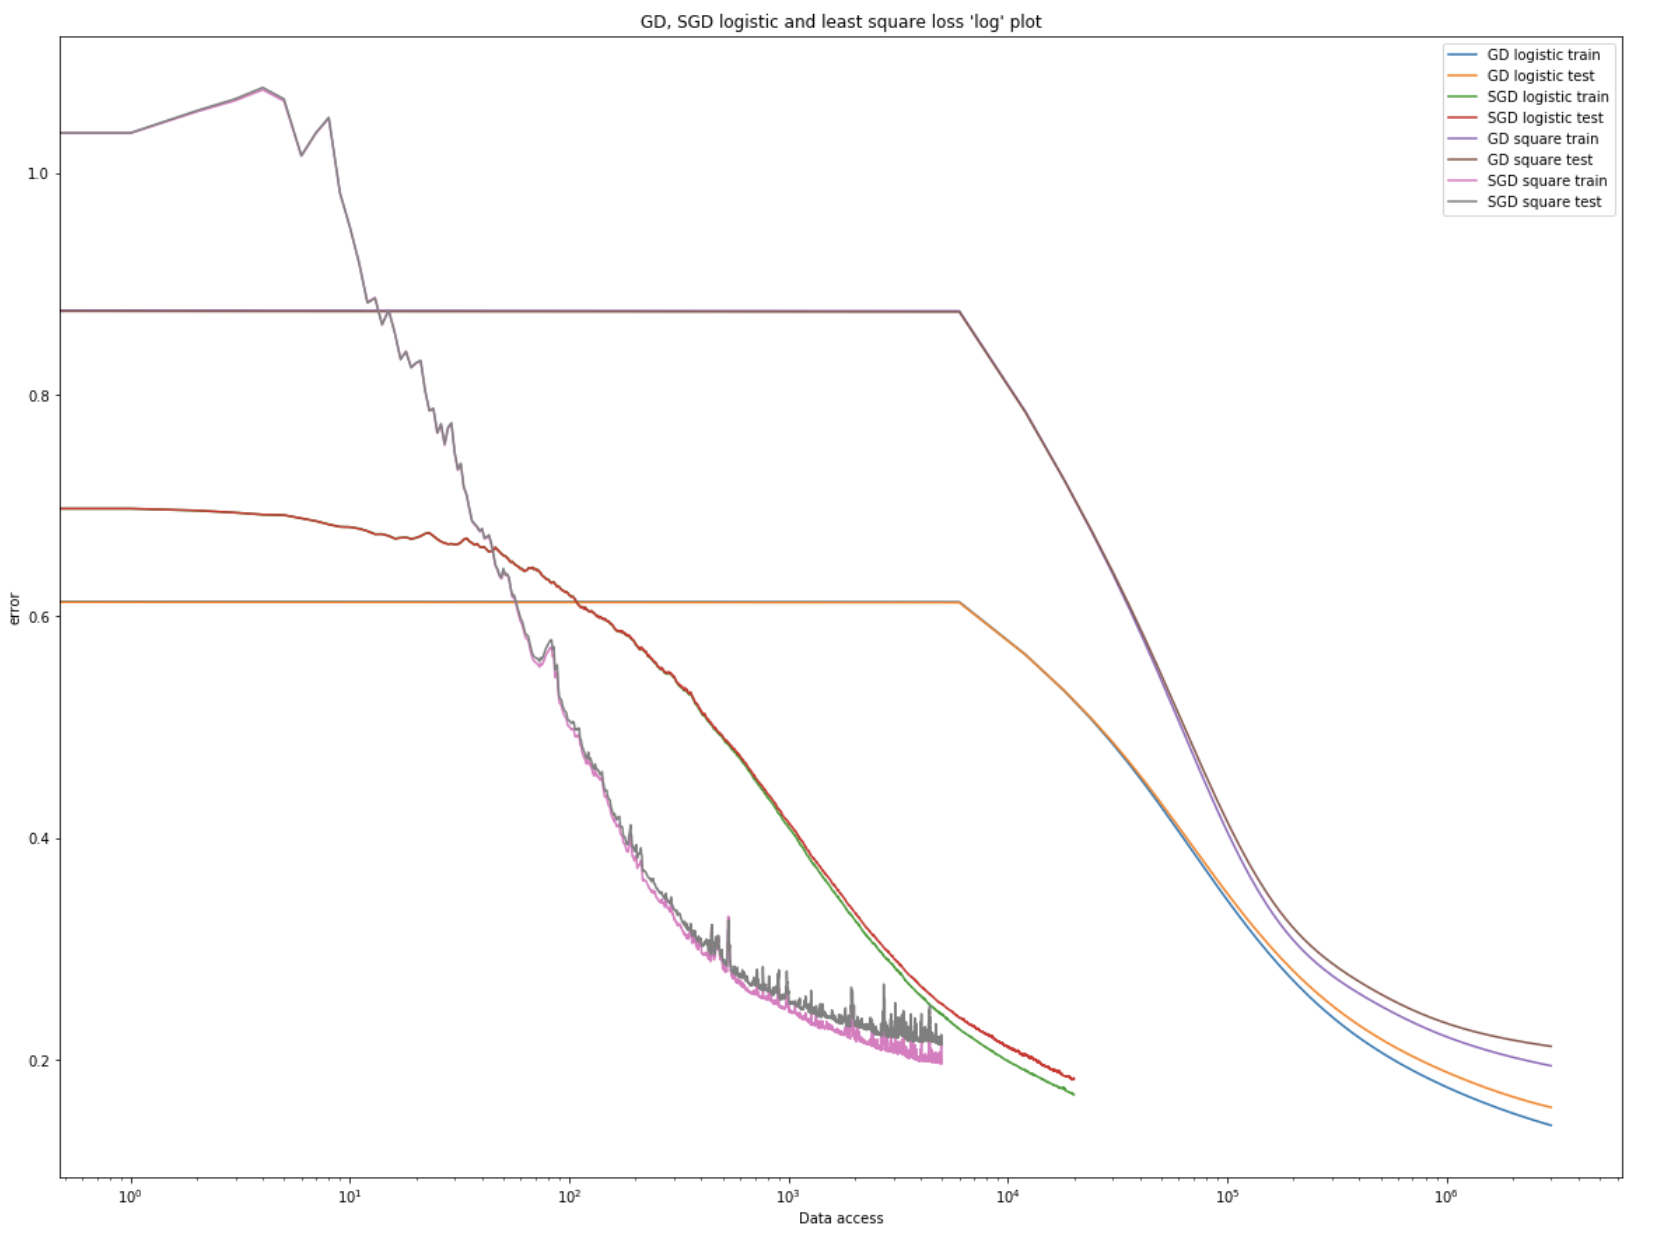 GD, SGD logistic and least square loss 'log' plot
GD logistic train
GD logistic test
SGD logistic train
SGD logistic test
GD square train
GD square test
SGD square train
SGD square test
error
1.0
0.8
0.6
0.4
0.2
10⁰ 10¹ 10² 10³ 10⁴ 10⁵ 10⁶
Data access